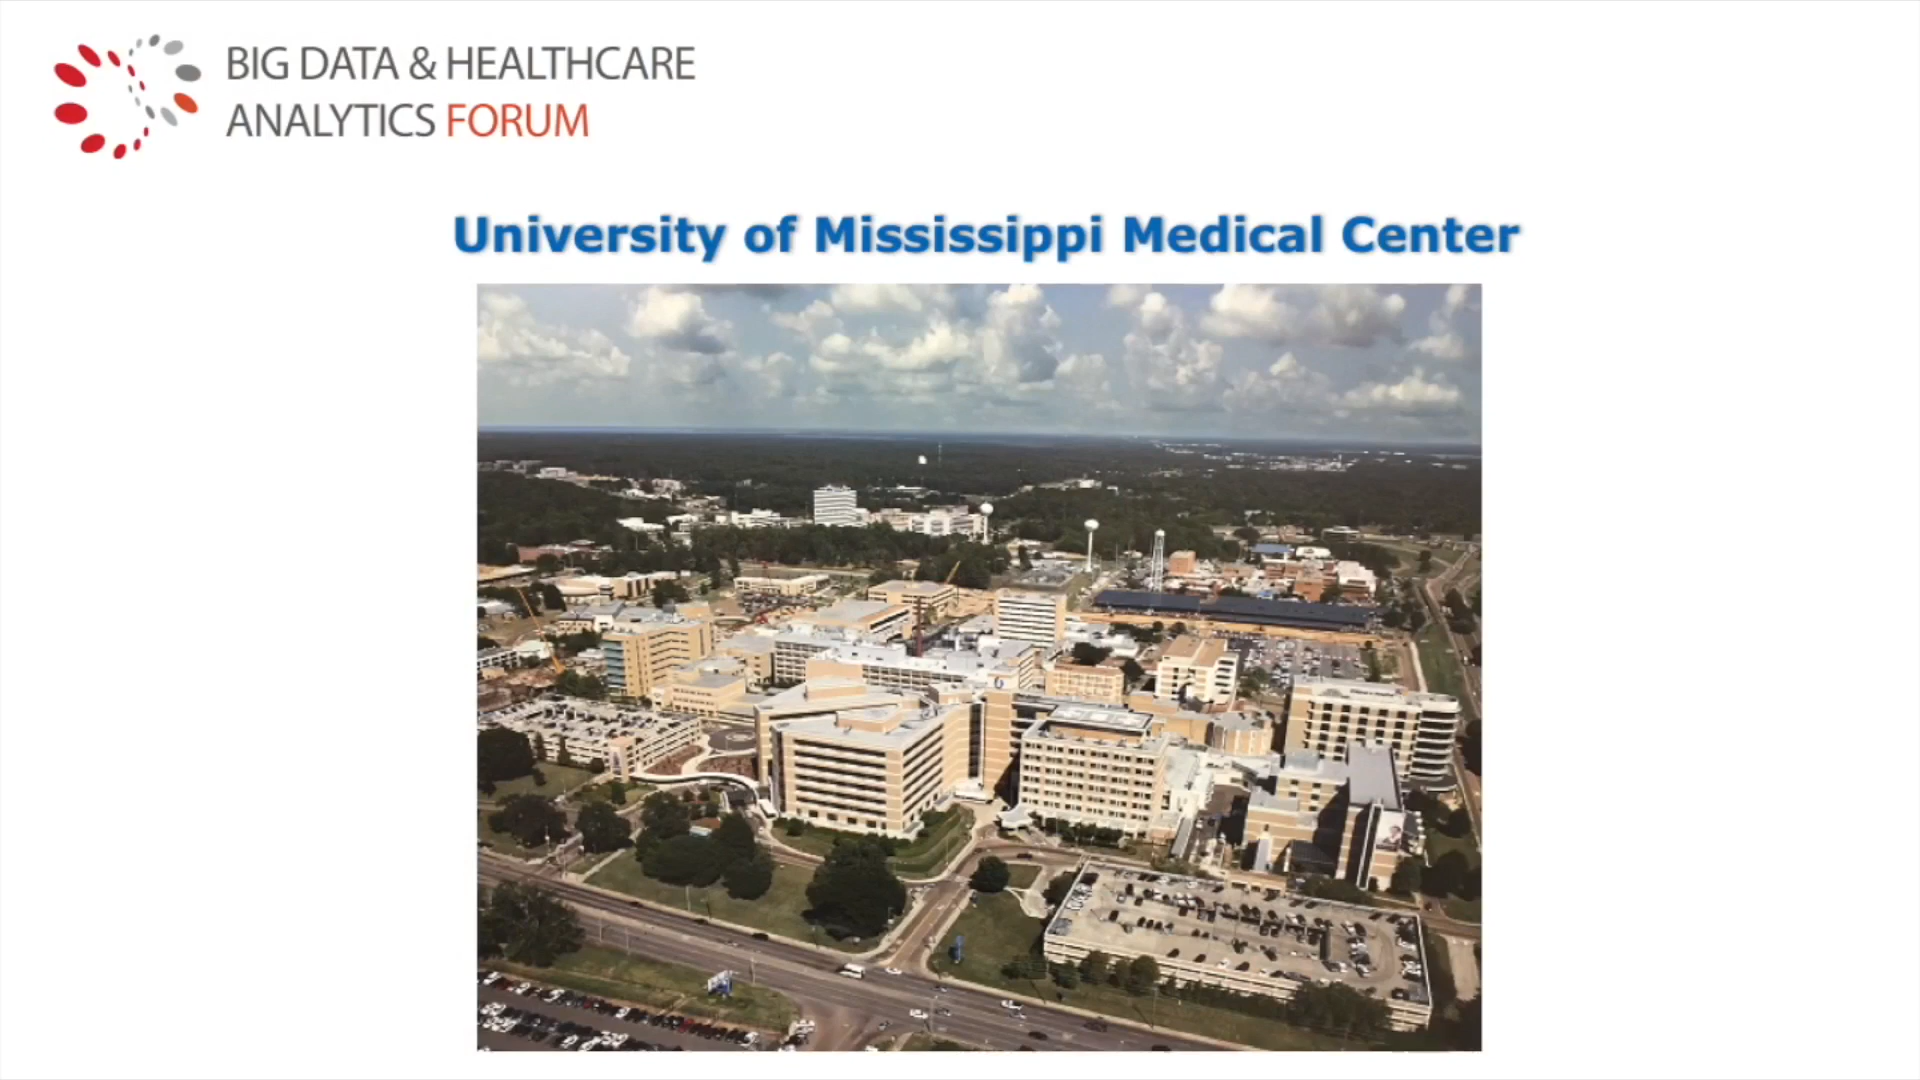 BIG DATA & HEALTHCARE
ANALYTICS FORUM
University of Mississippi Medical Center